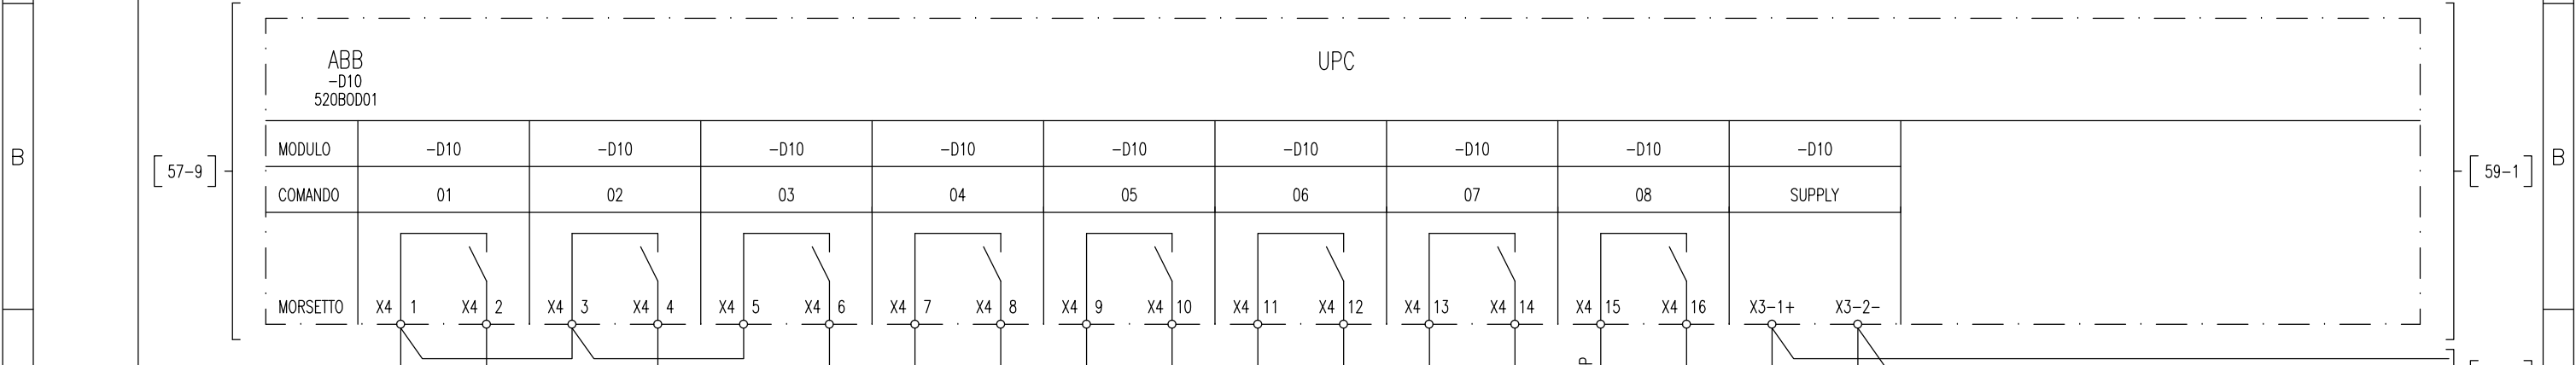 UPC
ABB
-D10
520BOD01
MODULO -D10 -D10 -D10 -D10 -D10 -D10 -D10 -D10 -D10
B [57-9] [59-1] B
COMANDO 01 02 03 04 05 06 07 08 SUPPLY
MORSETTO X4 1 X4 2 X4 3 X4 4 X4 5 X4 6 X4 7 X4 8 X4 9 X4 10 X4 11 X4 12 X4 13 X4 14 X4 15 X4 16 X3-1+ X3-2-
P